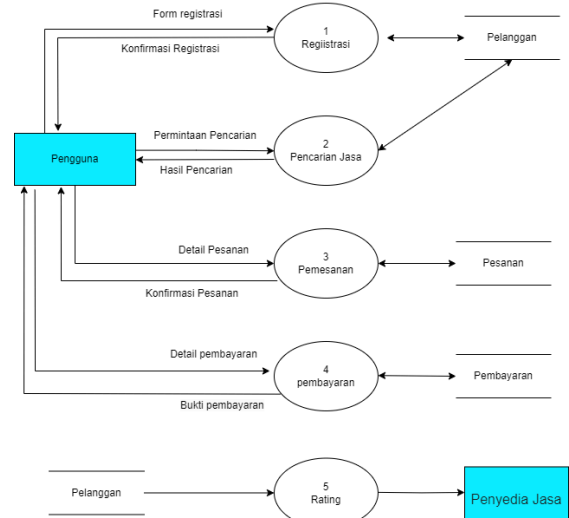 Form registrasi
Konfirmasi Registrasi
1
Regiistrasi
Pelanggan
Pengguna
Permintaan Pencarian
Hasil Pencarian
2
Pencarian Jasa
Detail Pesanan
Konfirmasi Pesanan
3
Pemesanan
Pesanan
Detail pembayaran
Bukti pembayaran
4
pembayaran
Pembayaran
Pelanggan
5
Rating
Penyedia Jasa